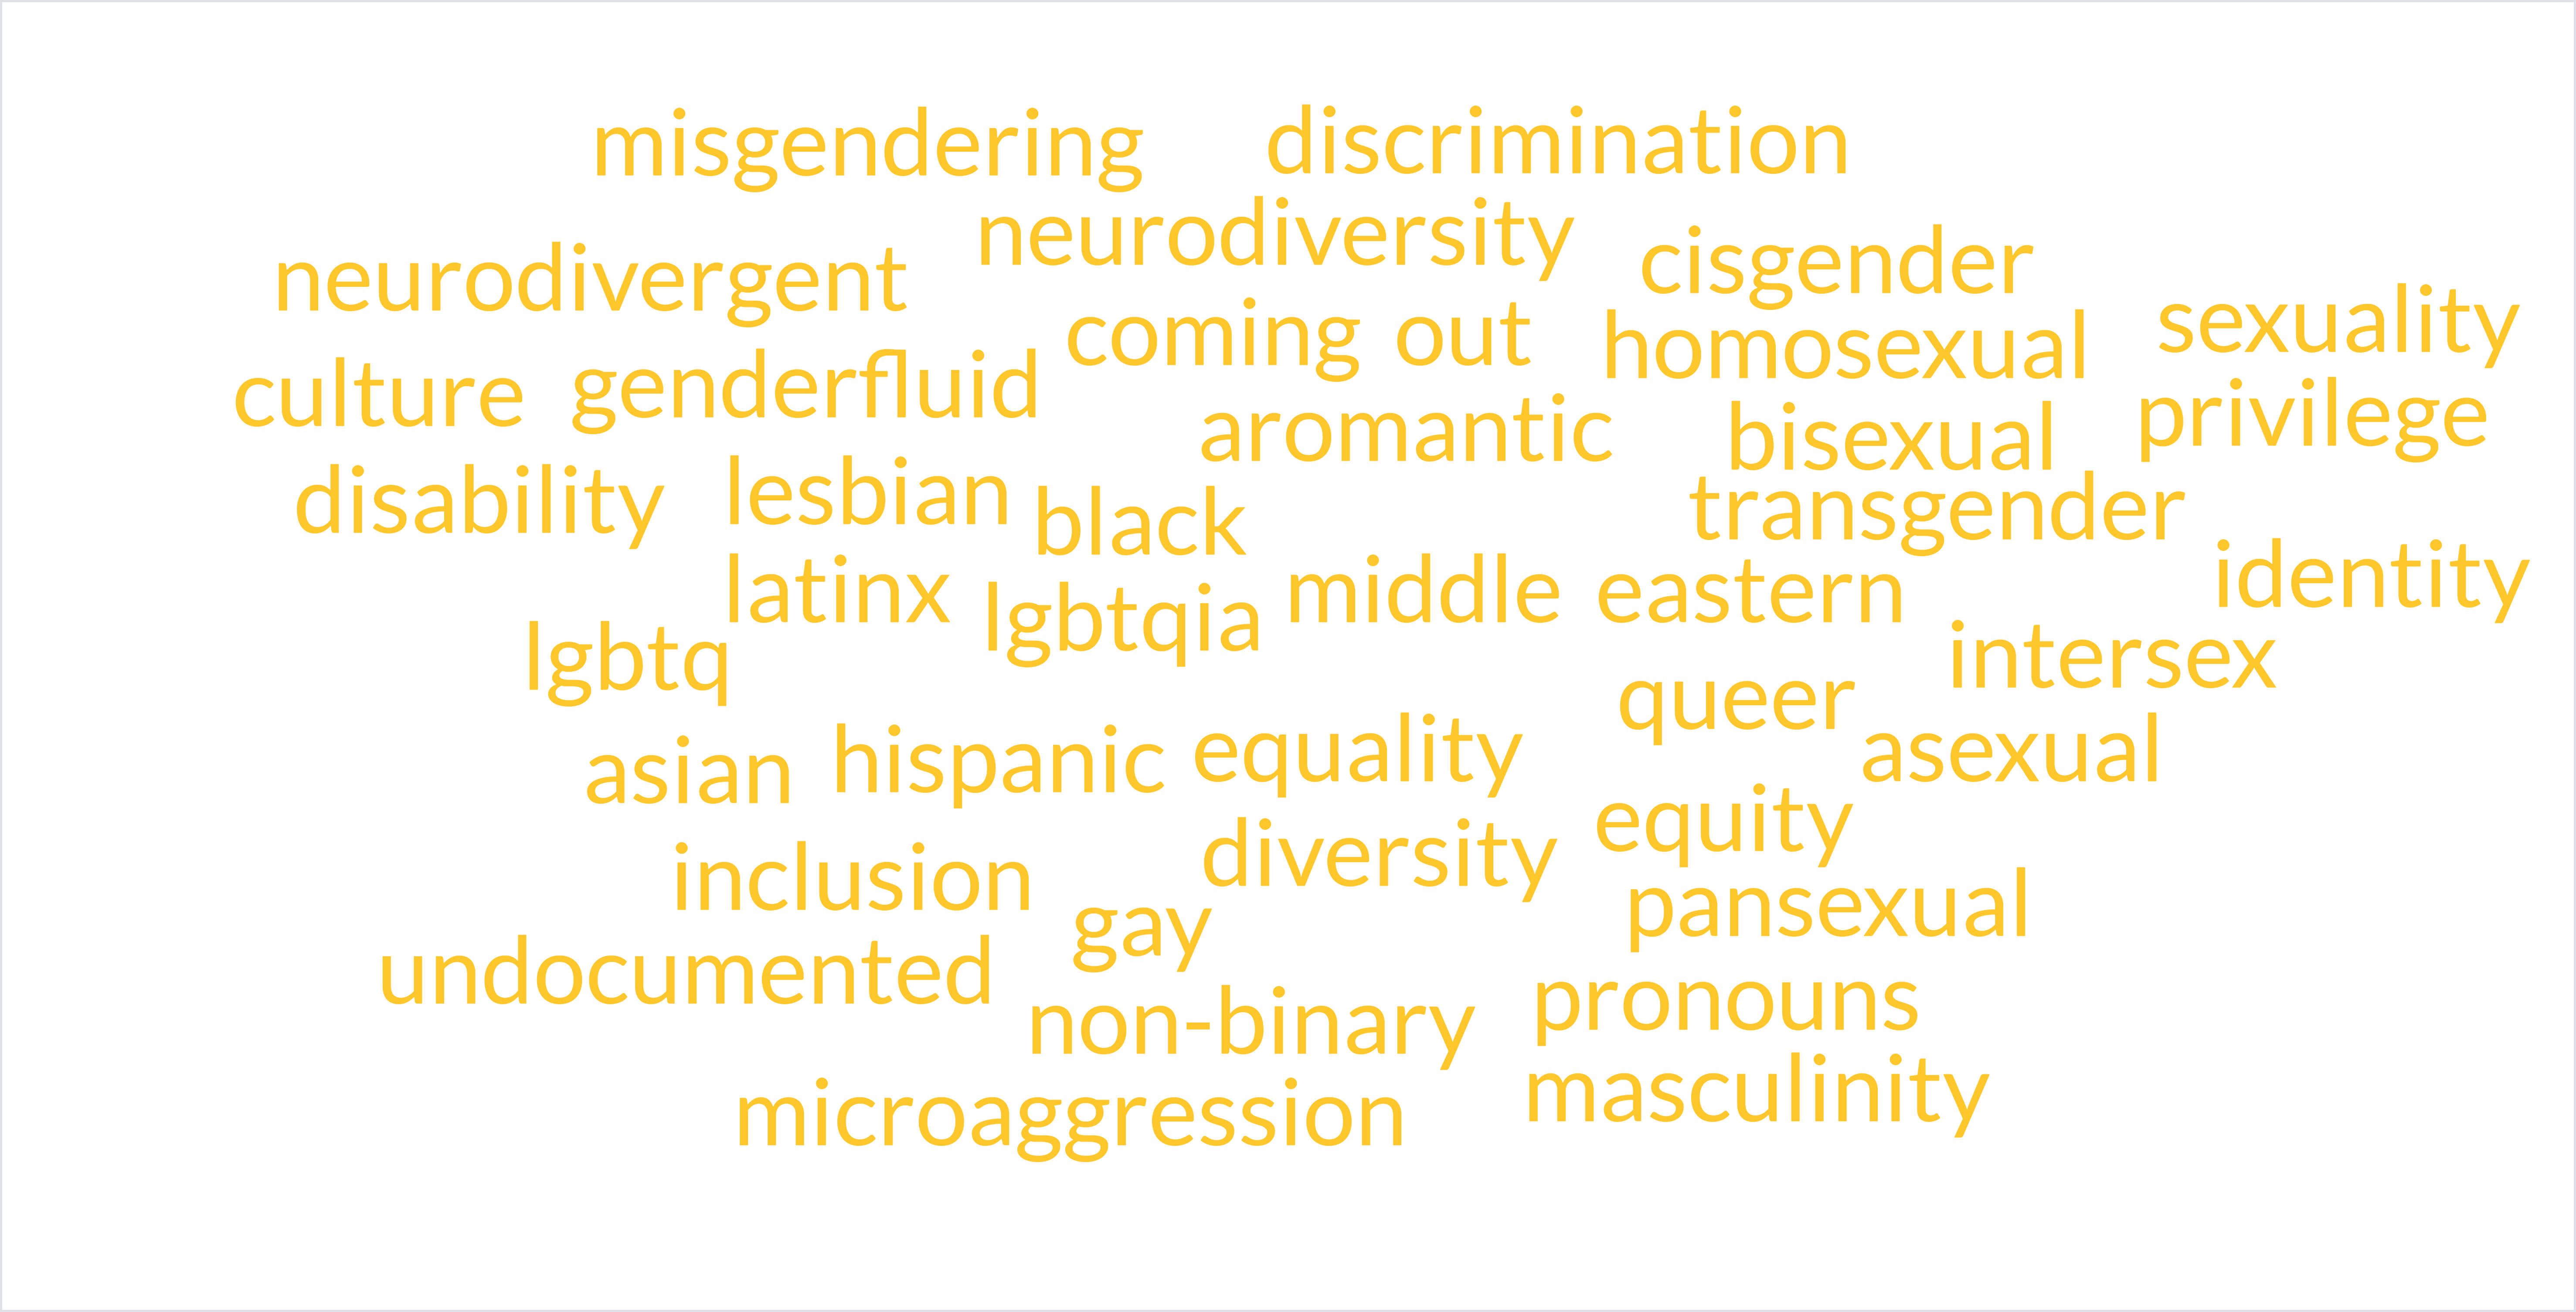 misgendering
discrimination
neurodiversity
neurodivergent
cisgender
sexuality
coming out
homosexual
culture
genderfluid
aromantic
bisexual
privilege
disability
lesbian
black
transgender
latinx
lgbtqia
middle eastern
identity
lgbtq
intersex
queer
asian
hispanic
equality
asexual
equity
inclusion
diversity
pansexual
gay
undocumented
non-binary
pronouns
microaggression
masculinity